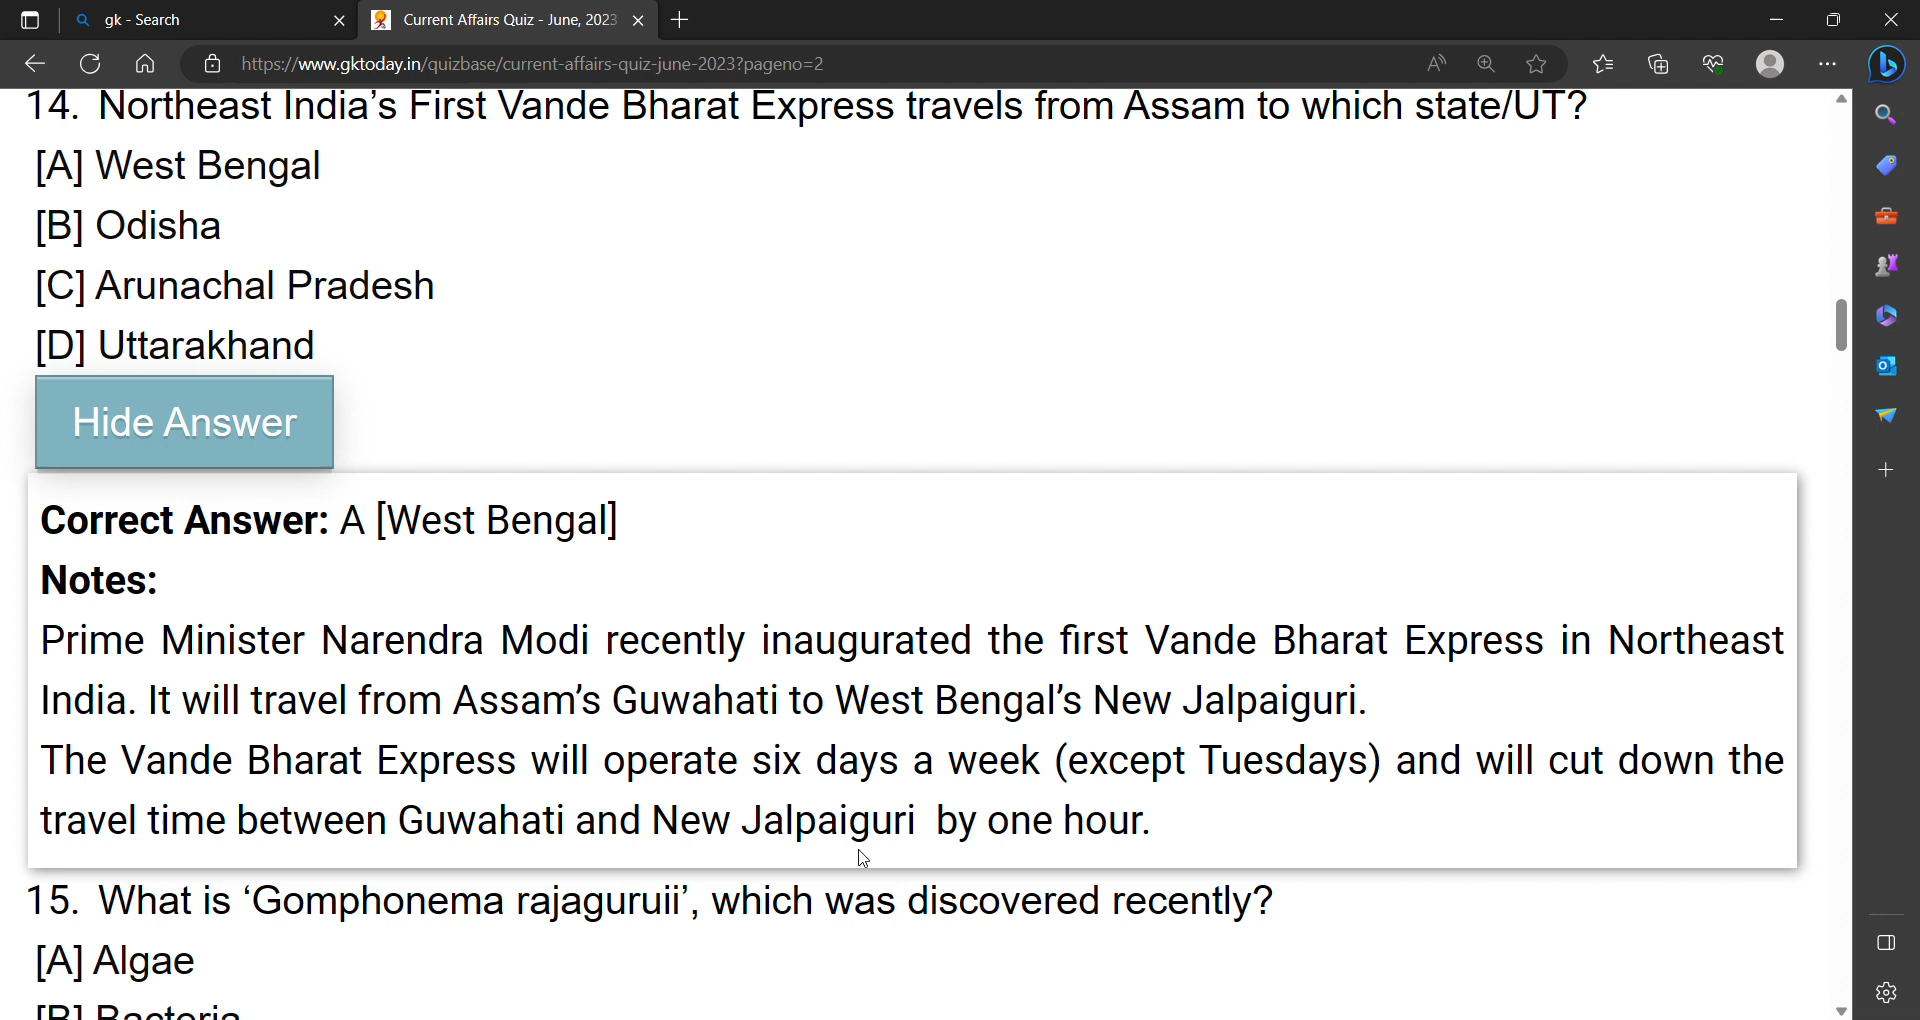 gk - Search
Current Affairs Quiz - June, 2023
https://www.gktoday.in/quizbase/current-affairs-quiz-june-2023?pageno=2
14. Northeast India’s First Vande Bharat Express travels from Assam to which state/UT?
[A] West Bengal
[B] Odisha
[C] Arunachal Pradesh
[D] Uttarakhand
Hide Answer
Correct Answer: A [West Bengal]
Notes:
Prime Minister Narendra Modi recently inaugurated the first Vande Bharat Express in Northeast
India. It will travel from Assam’s Guwahati to West Bengal’s New Jalpaiguri.
The Vande Bharat Express will operate six days a week (except Tuesdays) and will cut down the
travel time between Guwahati and New Jalpaiguri by one hour.
15. What is ‘Gomphonema rajaguruii’, which was discovered recently?
[A] Algae
[B] Bacteria